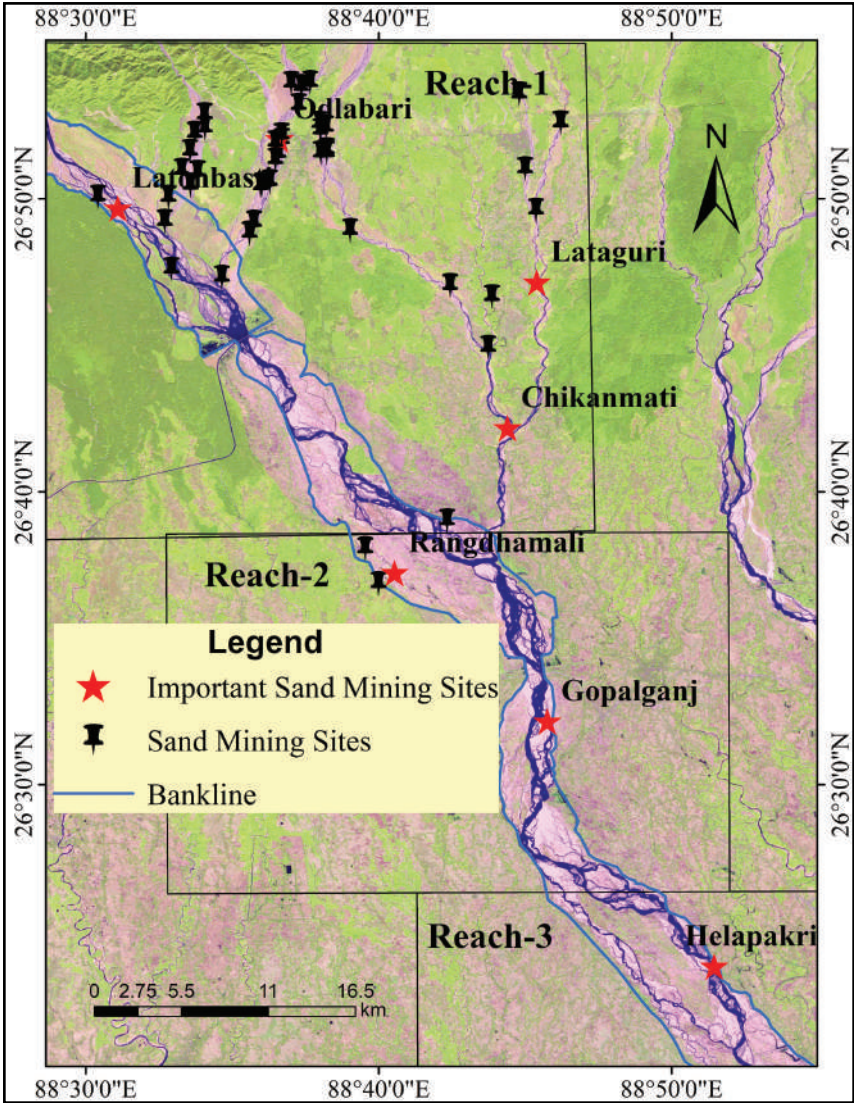 88°30'0"E 88°40'0"E 88°50'0"E
Reach-1
Odlabari
N
26°50'0"N 26°50'0"N
Lataguri
Chikanmati
26°40'0"N 26°40'0"N
Rangdhamali
Reach-2
Legend
Important Sand Mining Sites
Sand Mining Sites
Bankline
Gopalganj
26°30'0"N 26°30'0"N
Reach-3
Helapakri
0 2.75 5.5 11 16.5
km
88°30'0"E 88°40'0"E 88°50'0"E